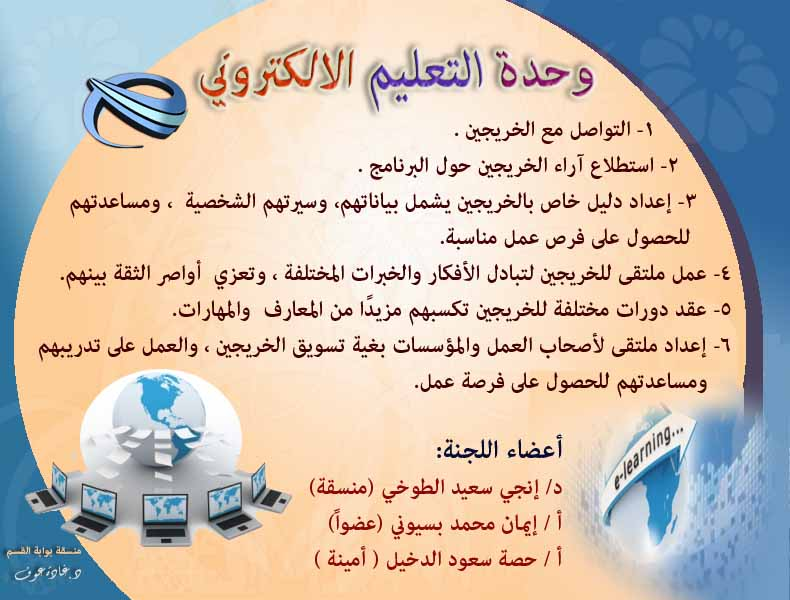 وحدة التعليم الالكتروني
١- التواصل مع الخريجين .
٢- استطلاع آراء الخريجين حول البرنامج .
٣- إعداد دليل خاص بالخريجين يشمل بياناتهم، وسيرتهم الشخصية ، ومساعدتهم
للحصول على فرص عمل مناسبة.
٤- عمل ملتقى للخريجين لتبادل الأفكار والخبرات المختلفة ، وتعزي أواصر الثقة بينهم.
٥- عقد دورات مختلفة للخريجين تكسبهم مزيدًا من المعارف والمهارات.
٦- إعداد ملتقى لأصحاب العمل والمؤسسات بغية تسويق الخريجين ، والعمل على تدريبهم
ومساعدتهم للحصول على فرصة عمل.
أعضاء اللجنة:
د/ إنجي سعيد الطوخي (منسقة)
أ / إيمان محمد بسيوني (عضواً)
أ / حصة سعود الدخيل ( أمينة )
e-learning...
منسقة بوابة القسم
د.غادة عوف